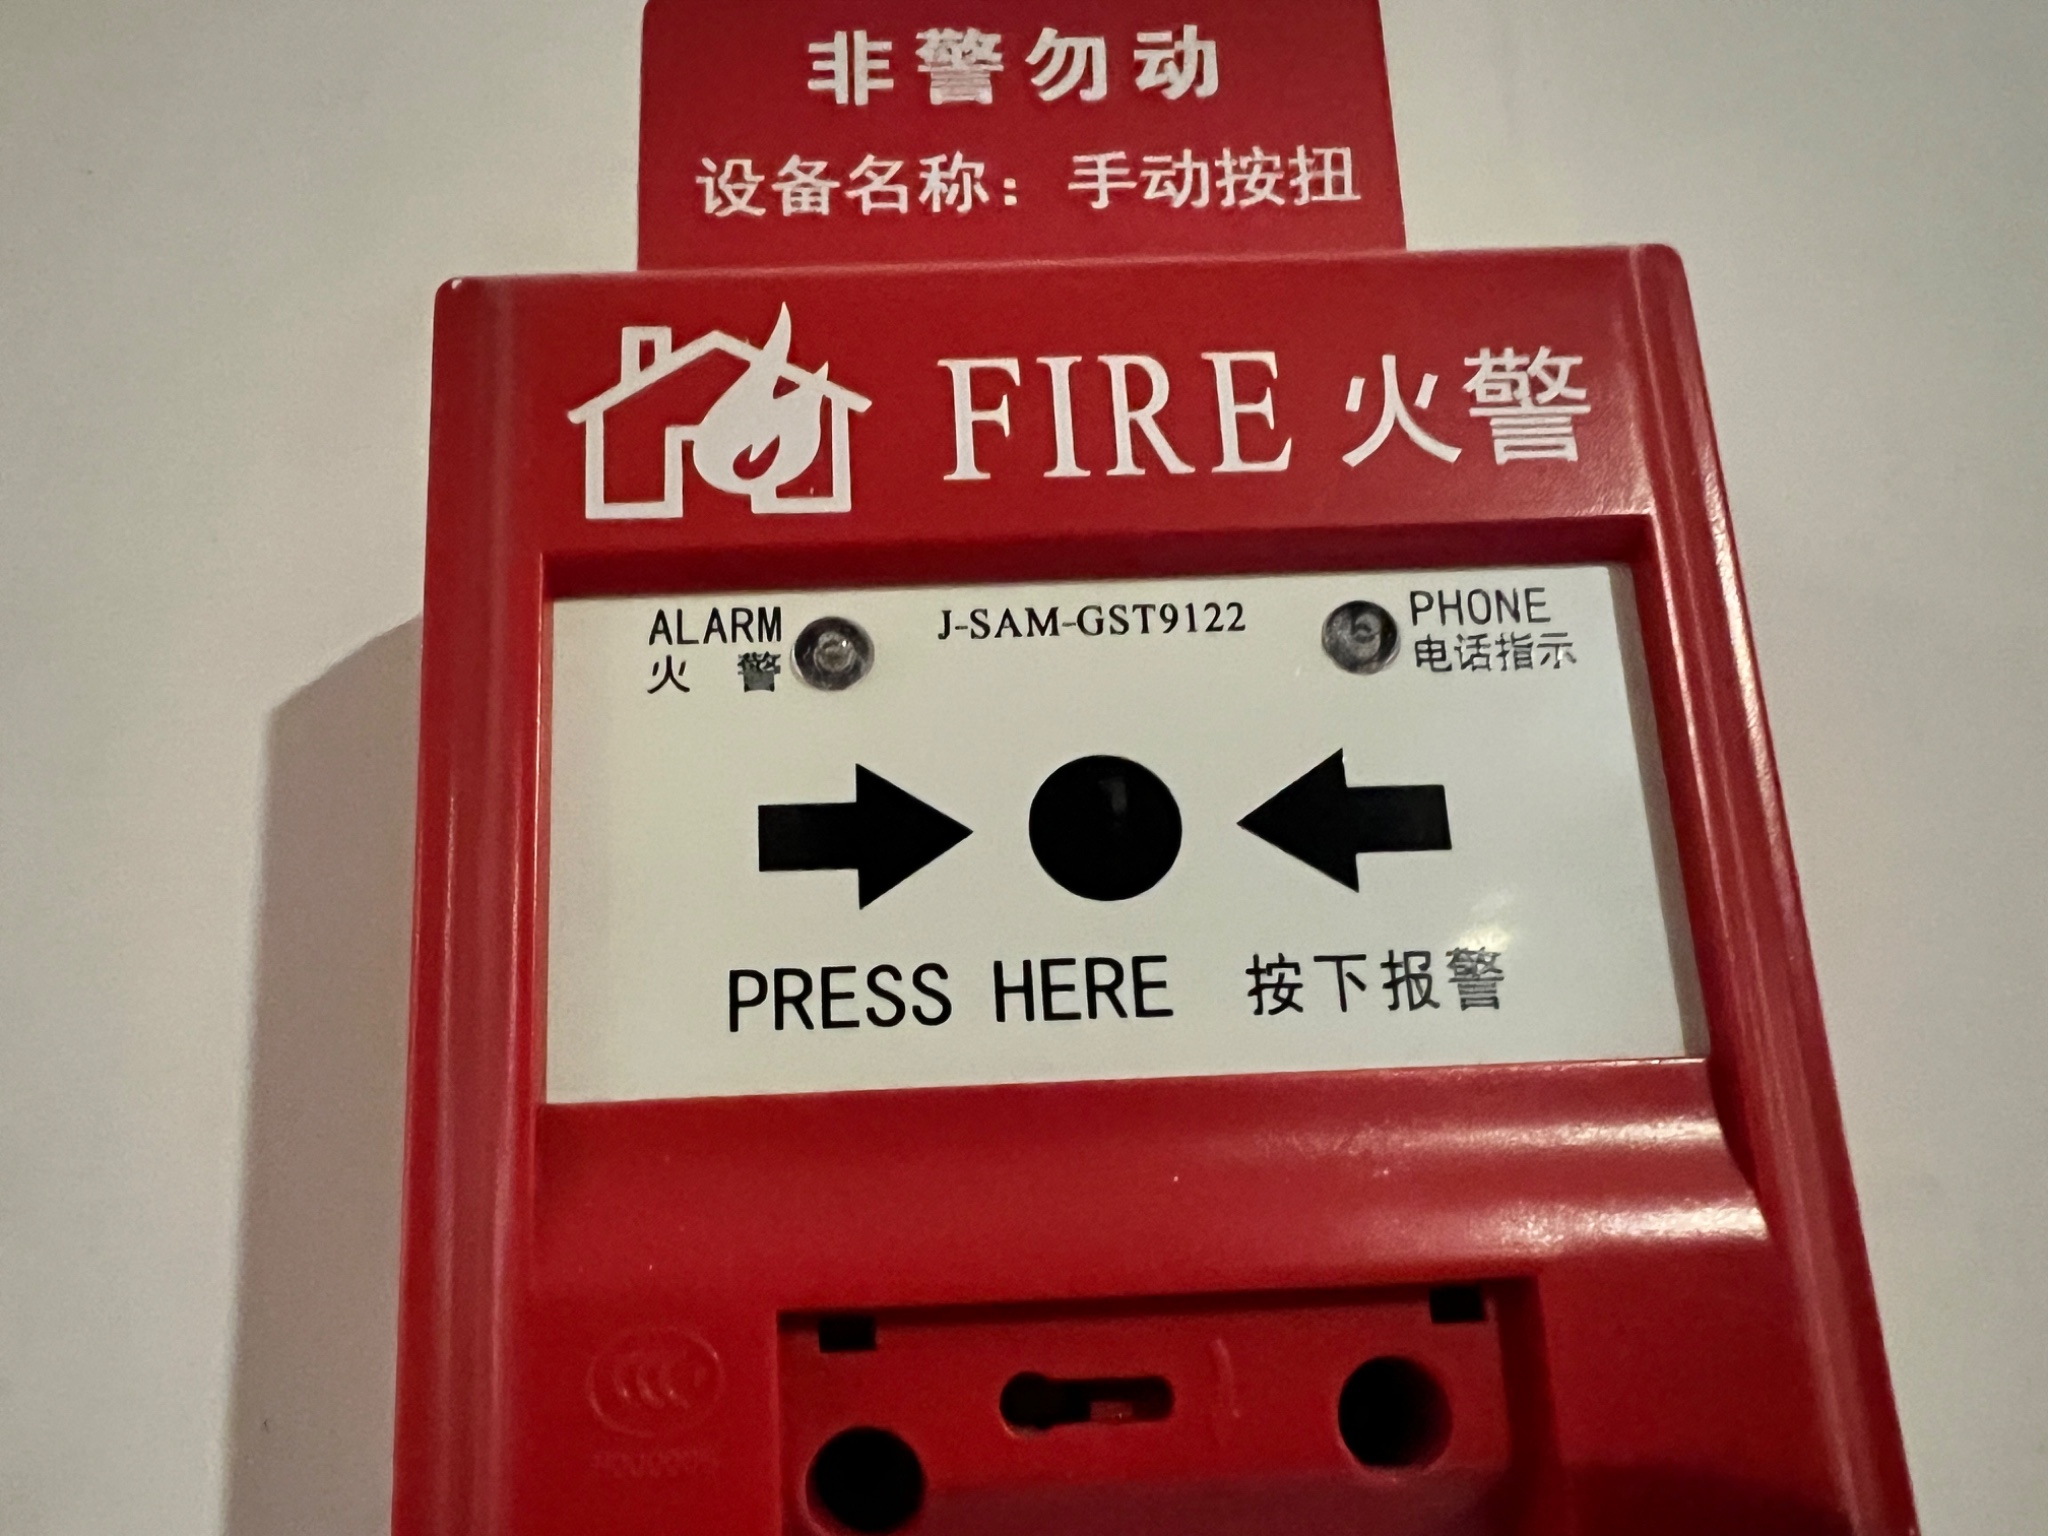 非警勿动
设备名称：手动按扭
FIRE 火警
ALARM
火 警
J-SAM-GST9122
PHONE
电话指示
PRESS HERE 按下报警